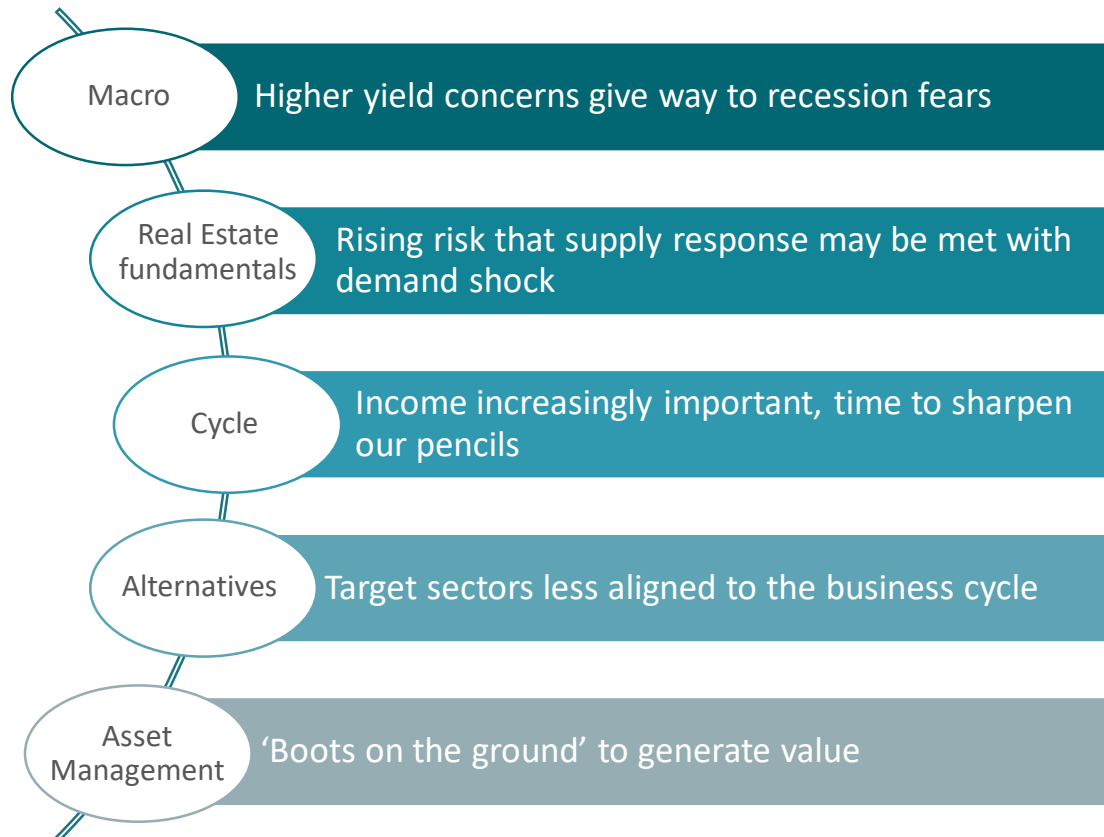 Macro
Higher yield concerns give way to recession fears
Real Estate
fundamentals
Rising risk that supply response may be met with
demand shock
Cycle
Income increasingly important, time to sharpen
our pencils
Alternatives
Target sectors less aligned to the business cycle
Asset
Management
‘Boots on the ground’ to generate value